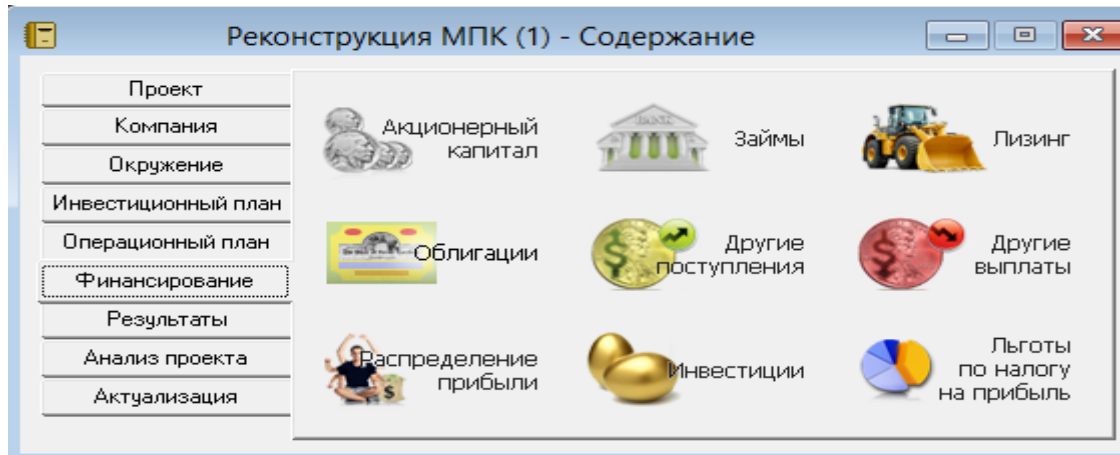 Реконструкция МПК (1) - Содержание
Проект
Компания
Окружение
Инвестиционный план
Операционный план
Финансирование
Результаты
Анализ проекта
Актуализация
Акционерный
капитал
Займы
Лизинг
Облигации
Другие
поступления
Другие
выплаты
Распределение
прибыли
Инвестиции
Льготы
по налогу
на прибыль
BANK